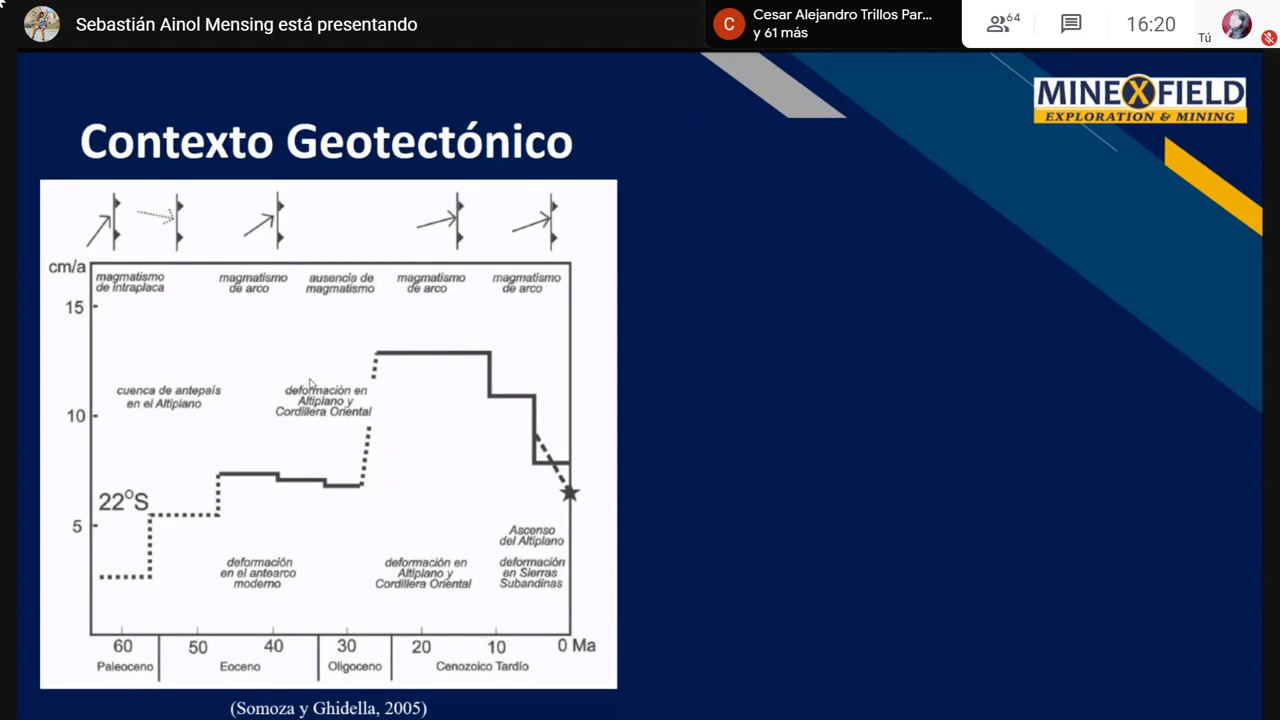 Sebastián Ainol Mensing está presentando
C
Cesar Alejandro Trillos Par...
y 61 más
64
16:20
Tú
MINEXFIELD
EXPLORATION & MINING
Contexto Geotectónico
cm/a
magmatismo
de intraplaca
magmatismo
de arco
ausencia de
magmatismo
magmatismo
de arco
magmatismo
de arco
15
cuenca de antepaís
en el Altiplano
deformación en
Altiplano y
Cordillera Oriental
10
22°S
5
deformación
en el antearco
moderno
deformación en
Altiplano y
Cordillera Oriental
Ascenso
del Altiplano
deformación
en Sierras
Subandinas
60 50 40 30 20 10 0 Ma
Paleoceno Eoceno Oligoceno Cenozoico Tardío
(Somoza y Ghidella, 2005)